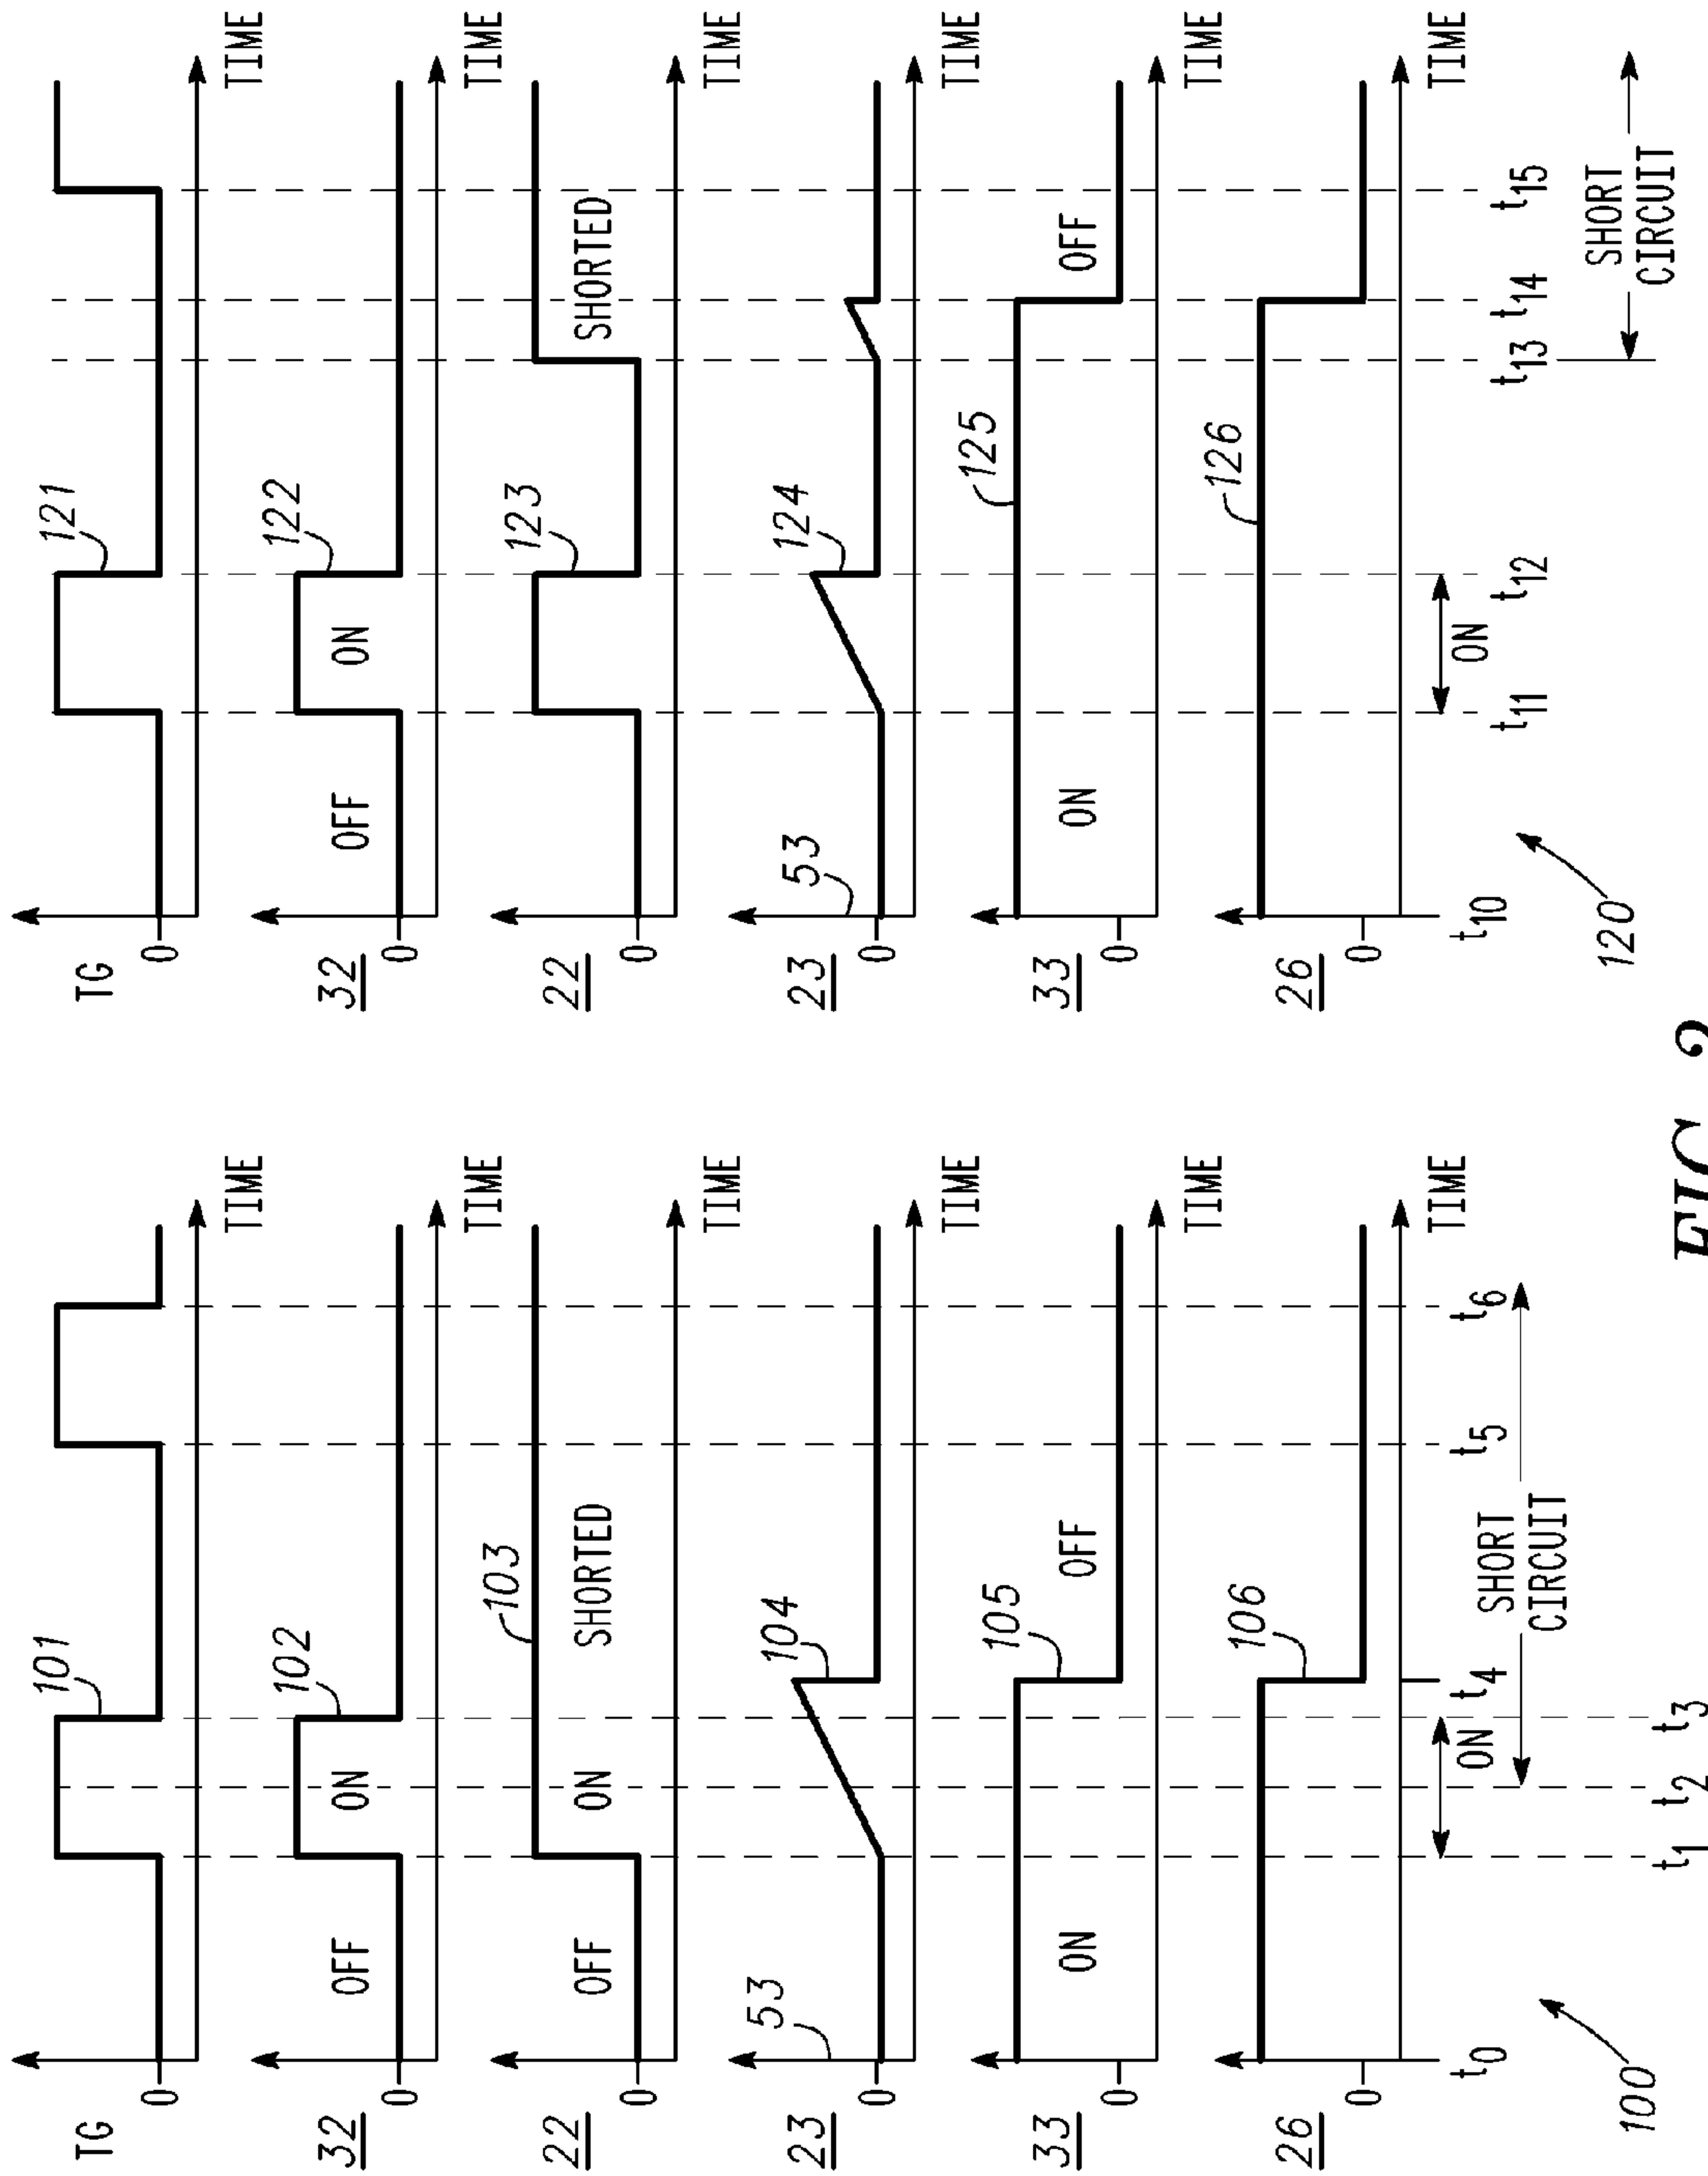 TG
0
101
TIME
32
0
OFF
ON
102
TIME
22
0
OFF
ON
SHORTED
103
TIME
23
0
53
104
TIME
33
0
ON
OFF
105
TIME
26
0
106
TIME
ON
t0
t1
t2
t3
t4
t5
t6
SHORT
CIRCUIT
100
TG
0
121
TIME
32
0
OFF
ON
122
TIME
22
0
123
SHORTED
TIME
23
0
53
124
TIME
33
0
ON
125
OFF
TIME
26
0
126
TIME
ON
t10
t11
t12
t13
t14
t15
SHORT
CIRCUIT
120